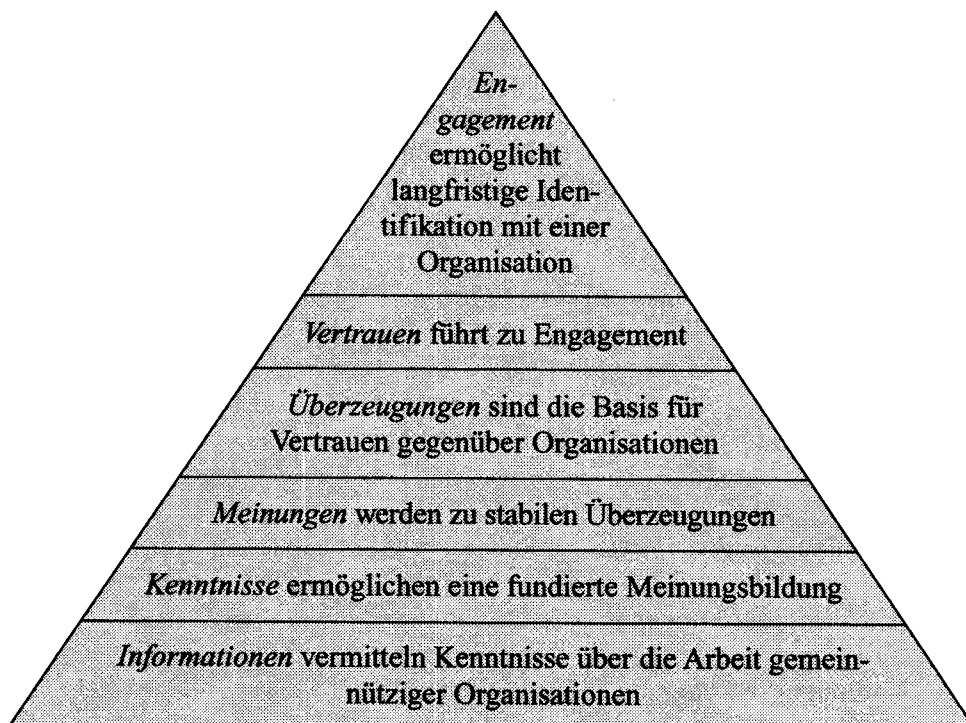 En-
gagement
ermöglicht
langfristige Iden-
tifikation mit einer
Organisation
Vertrauen führt zu Engagement
Überzeugungen sind die Basis für
Vertrauen gegenüber Organisationen
Meinungen werden zu stabilen Überzeugungen
Kenntnisse ermöglichen eine fundierte Meinungsbildung
Informationen vermitteln Kenntnisse über die Arbeit gemein-
nütziger Organisationen